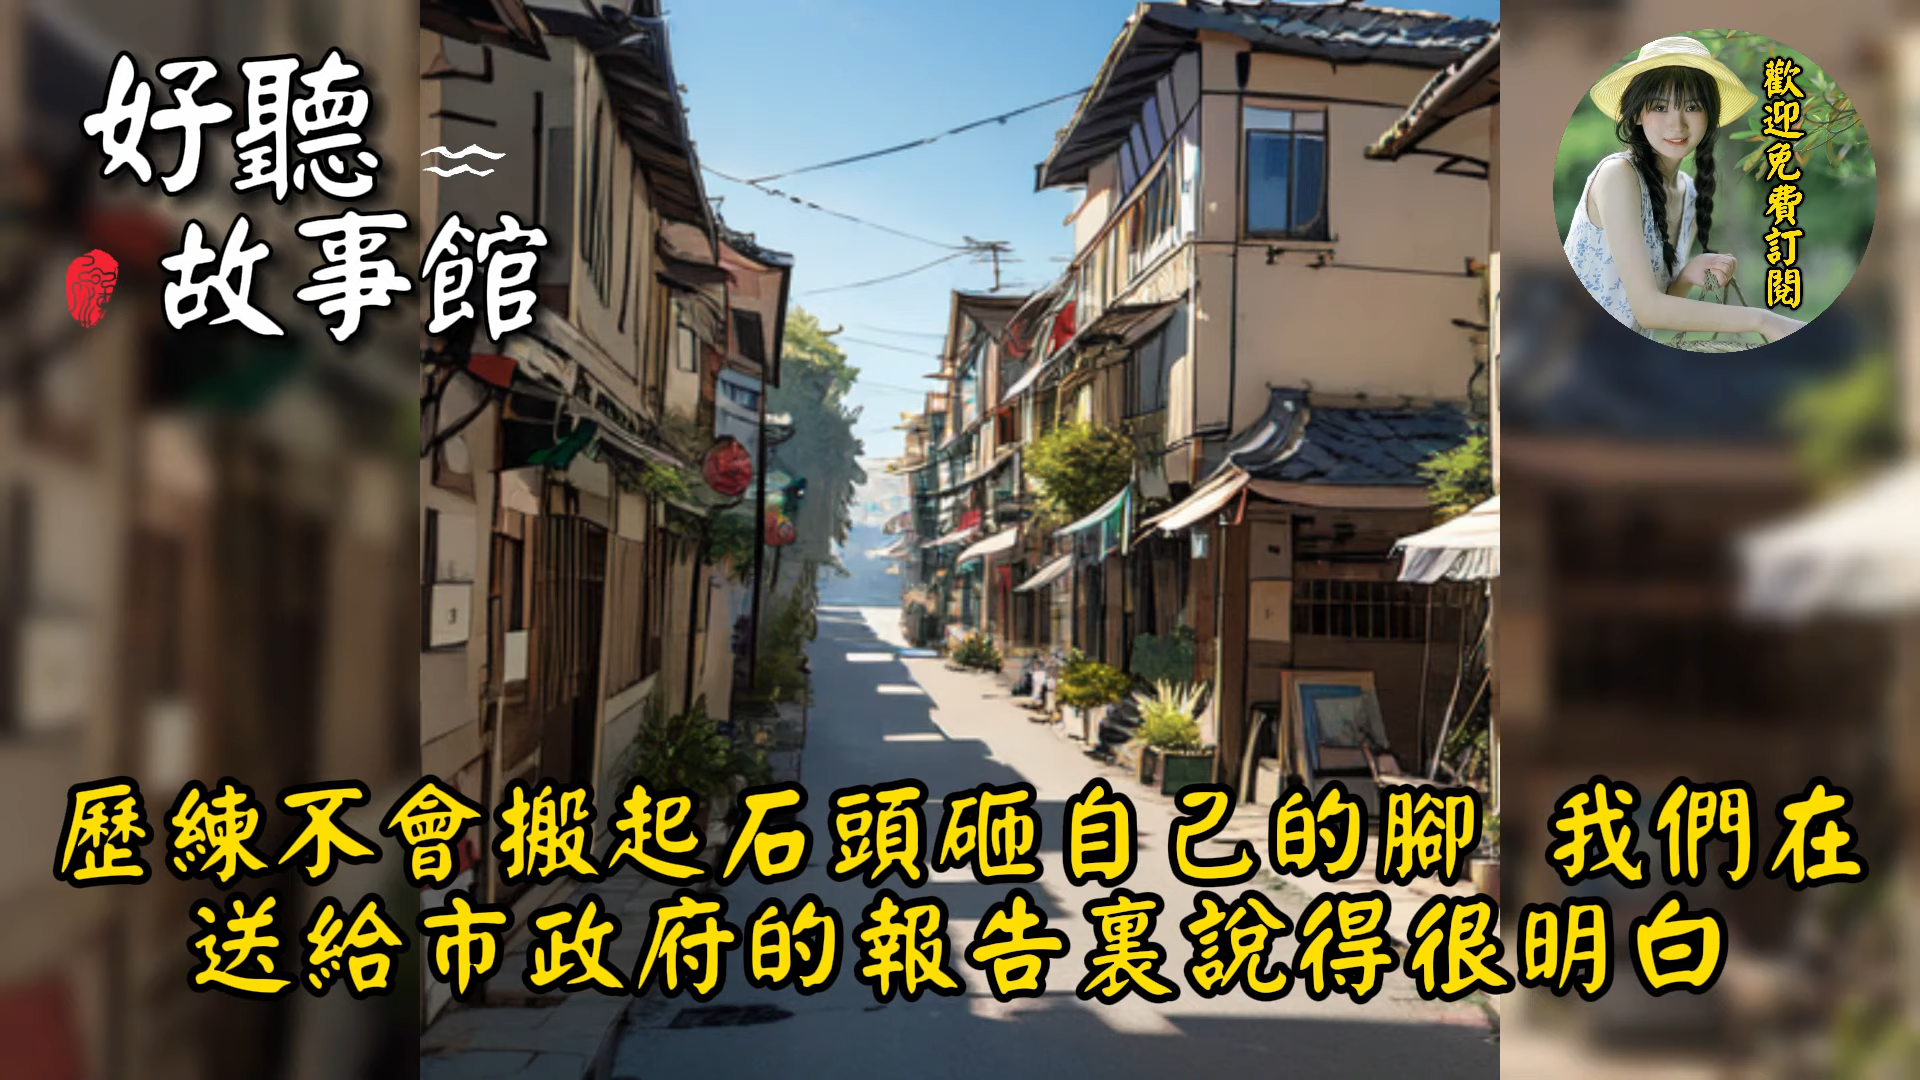 好聽
故事館
歡迎免費訂閱
歷練不會搬起石頭砸自己的腳 我們在
送給市政府的報告裏說得很明白
3